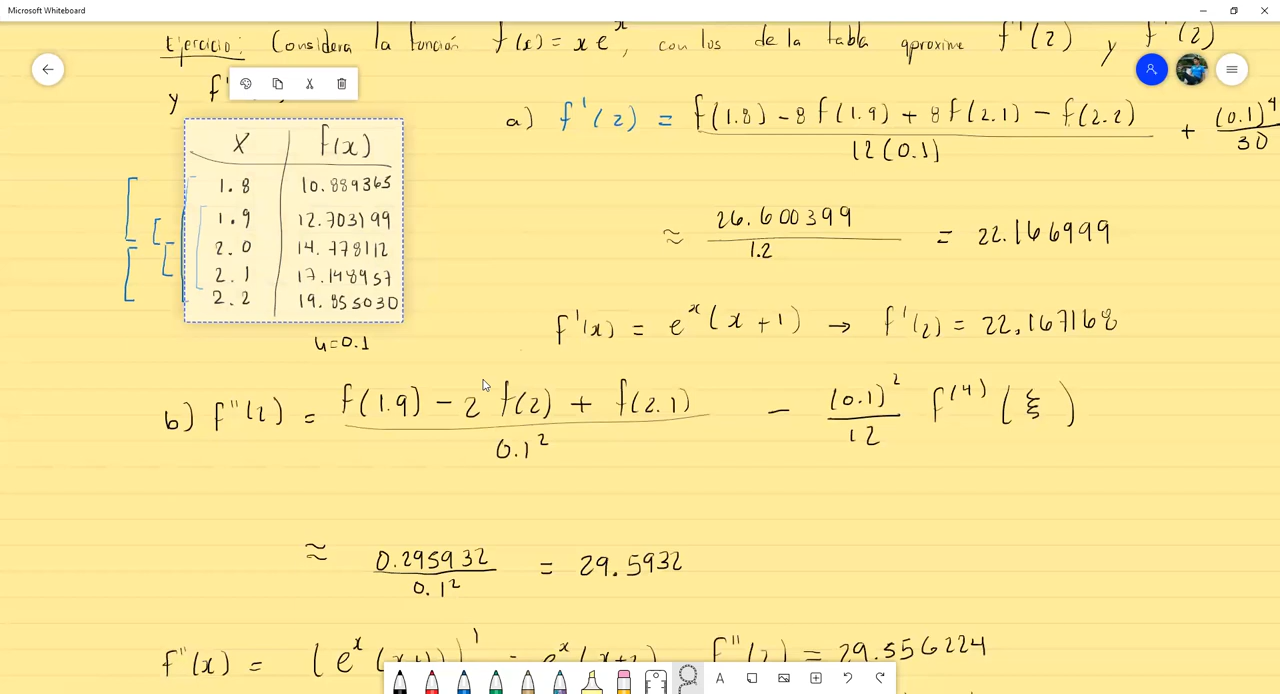 Microsoft Whiteboard
Ejercicio: Considera la función f(x) = x e^x, con los de la tabla aproxime f'(2) y f'(2)
y
a) f'(2) = f(1.8) - 8 f(1.9) + 8 f(2.1) - f(2.2) / 12(0.1) + (0.1)^4 / 30
x | f(x)
1.8 | 10.889365
1.9 | 12.703199
2.0 | 14.778112
2.1 | 17.148957
2.2 | 19.855030
h=0.1
≈ 26.600399 / 1.2 = 22.166999
f'(x) = e^x (x+1) → f'(2) = 22,167168
b) f''(2) = f(1.9) - 2 f(2) + f(2.1) / 0.1^2 - (0.1)^2 / 12 f^(4) (ξ)
≈ 0.295932 / 0.1^2 = 29.5932
f''(x) = (e^x (x+1))' = e^x (x+2) f''(2) = 29.556224